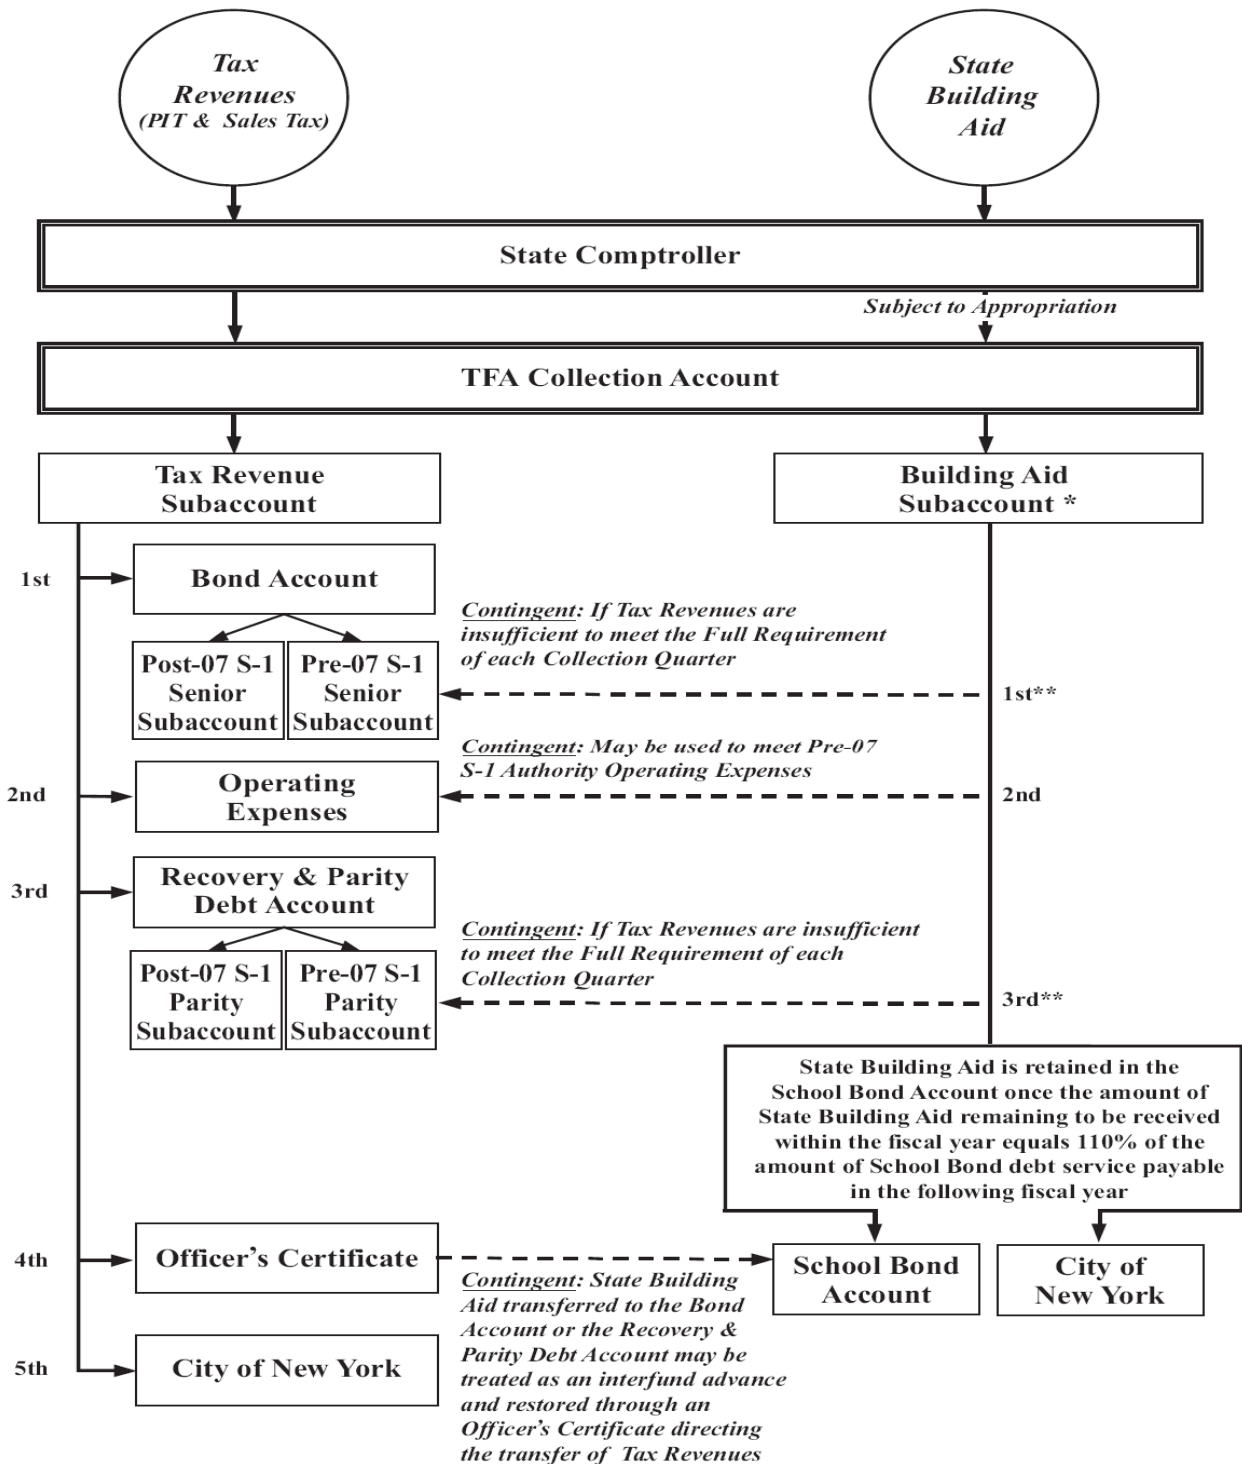 Tax
Revenues
(PIT & Sales Tax)
State
Building
Aid
State Comptroller
Subject to Appropriation
TFA Collection Account
Tax Revenue
Subaccount
Building Aid
Subaccount *
1st
Bond Account
Post-07 S-1
Senior
Subaccount
Pre-07 S-1
Senior
Subaccount
Contingent: If Tax Revenues are
insufficient to meet the Full Requirement
of each Collection Quarter
1st**
2nd
Operating
Expenses
Contingent: May be used to meet Pre-07
S-1 Authority Operating Expenses
2nd
3rd
Recovery & Parity
Debt Account
Post-07 S-1
Parity
Subaccount
Pre-07 S-1
Parity
Subaccount
Contingent: If Tax Revenues are insufficient
to meet the Full Requirement of each
Collection Quarter
3rd**
State Building Aid is retained in the
School Bond Account once the amount of
State Building Aid remaining to be received
within the fiscal year equals 110% of the
amount of School Bond debt service payable
in the following fiscal year
4th
Officer's Certificate
School Bond
Account
City of
New York
Contingent: State Building
Aid transferred to the Bond
Account or the Recovery &
Parity Debt Account may be
treated as an interfund advance
and restored through an
Officer's Certificate directing
the transfer of Tax Revenues
5th
City of New York